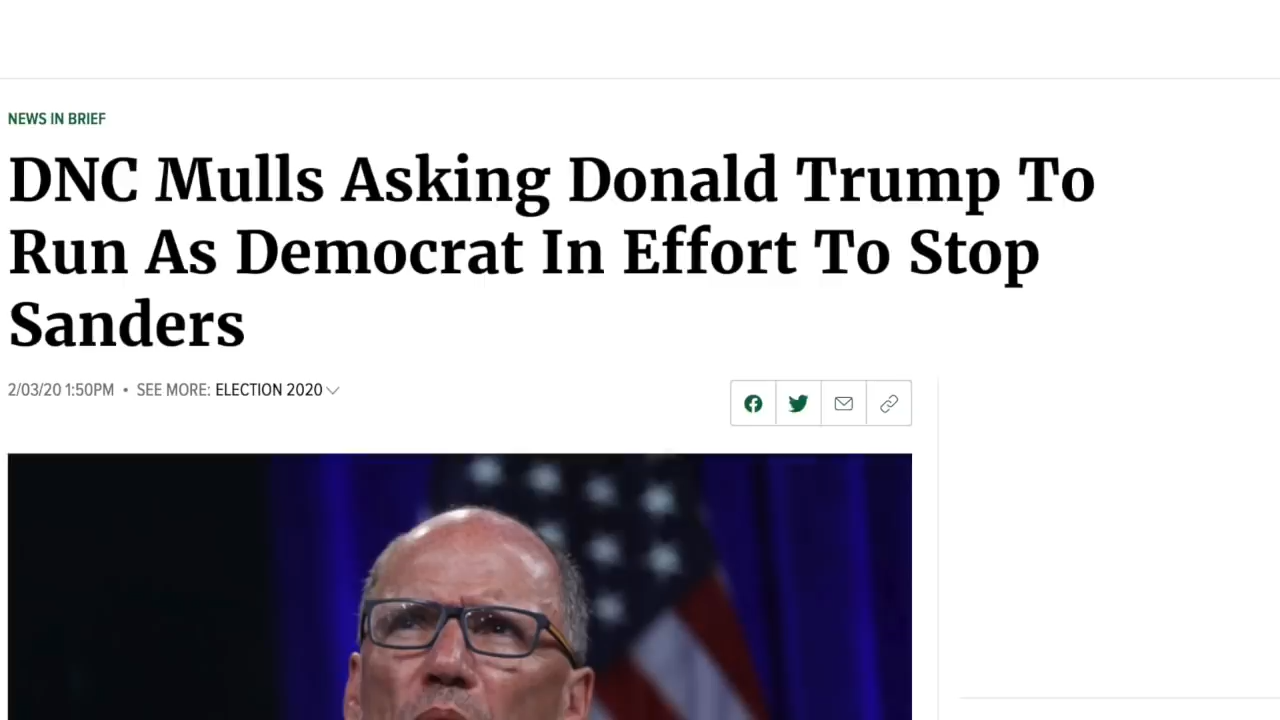 NEWS IN BRIEF
DNC Mulls Asking Donald Trump To
Run As Democrat In Effort To Stop
Sanders
2/03/20 1:50PM • SEE MORE: ELECTION 2020